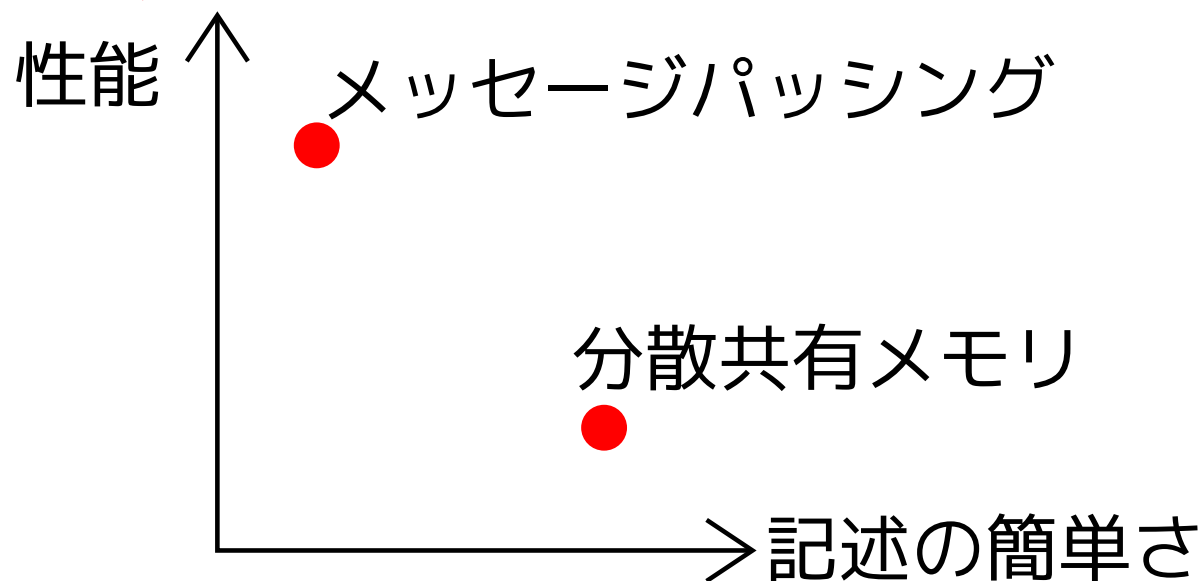 性能
メッセージパッシング
分散共有メモリ
記述の簡単さ